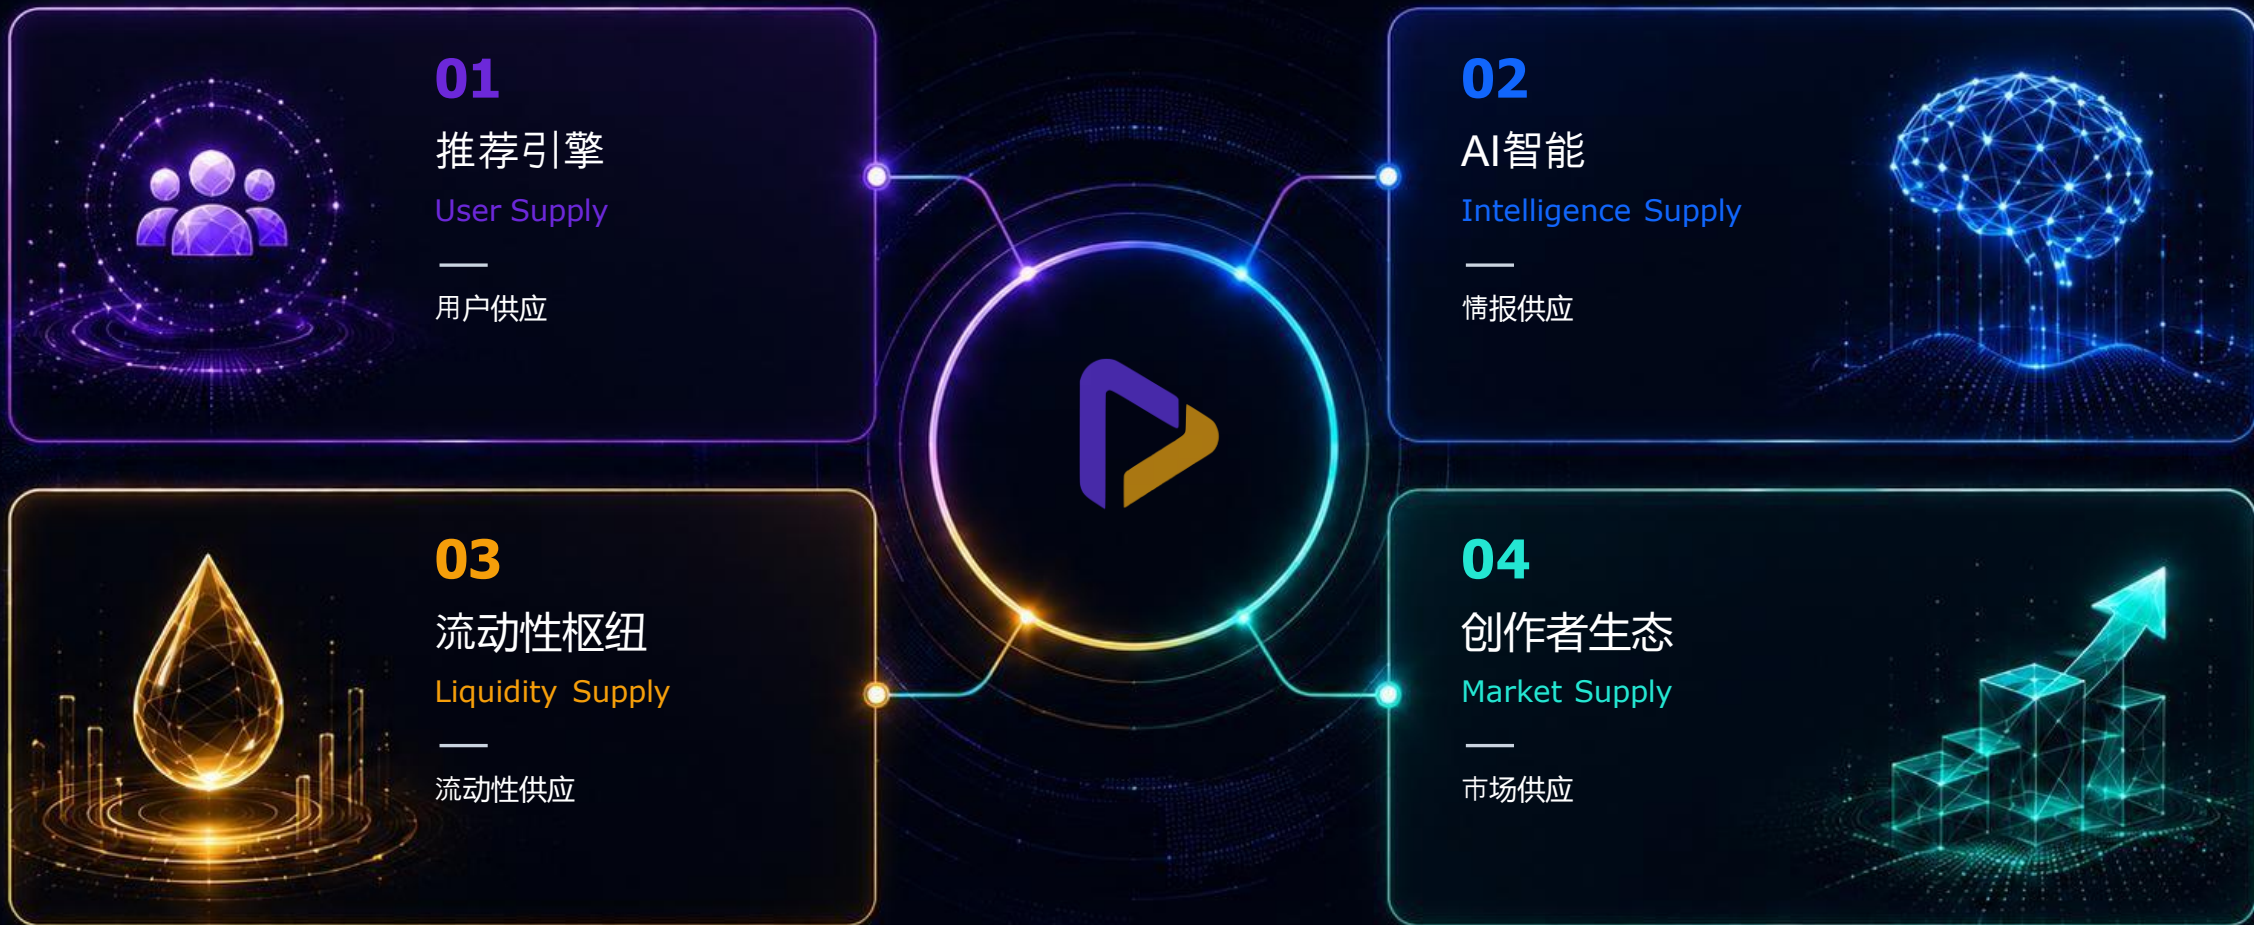 01
推荐引擎
User Supply
用户供应
02
AI智能
Intelligence Supply
情报供应
03
流动性枢纽
Liquidity Supply
流动性供应
04
创作者生态
Market Supply
市场供应